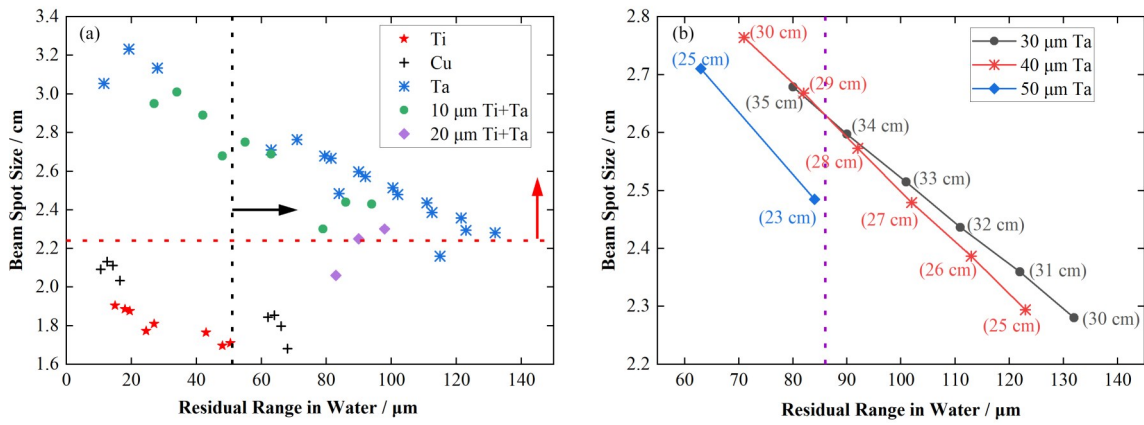 (a)
Ti
Cu
Ta
10 μm Ti+Ta
20 μm Ti+Ta
3.4
3.2
3.0
2.8
2.6
2.4
2.2
2.0
1.8
1.6
Beam Spot Size / cm
0 20 40 60 80 100 120 140
Residual Range in Water / μm
(b)
30 μm Ta
40 μm Ta
50 μm Ta
2.8
2.7
2.6
2.5
2.4
2.3
2.2
Beam Spot Size / cm
(30 cm)
(25 cm)
(29 cm)
(35 cm)
(34 cm)
(28 cm)
(33 cm)
(27 cm)
(23 cm)
(32 cm)
(26 cm)
(31 cm)
(25 cm)
(30 cm)
60 70 80 90 100 110 120 130 140
Residual Range in Water / μm